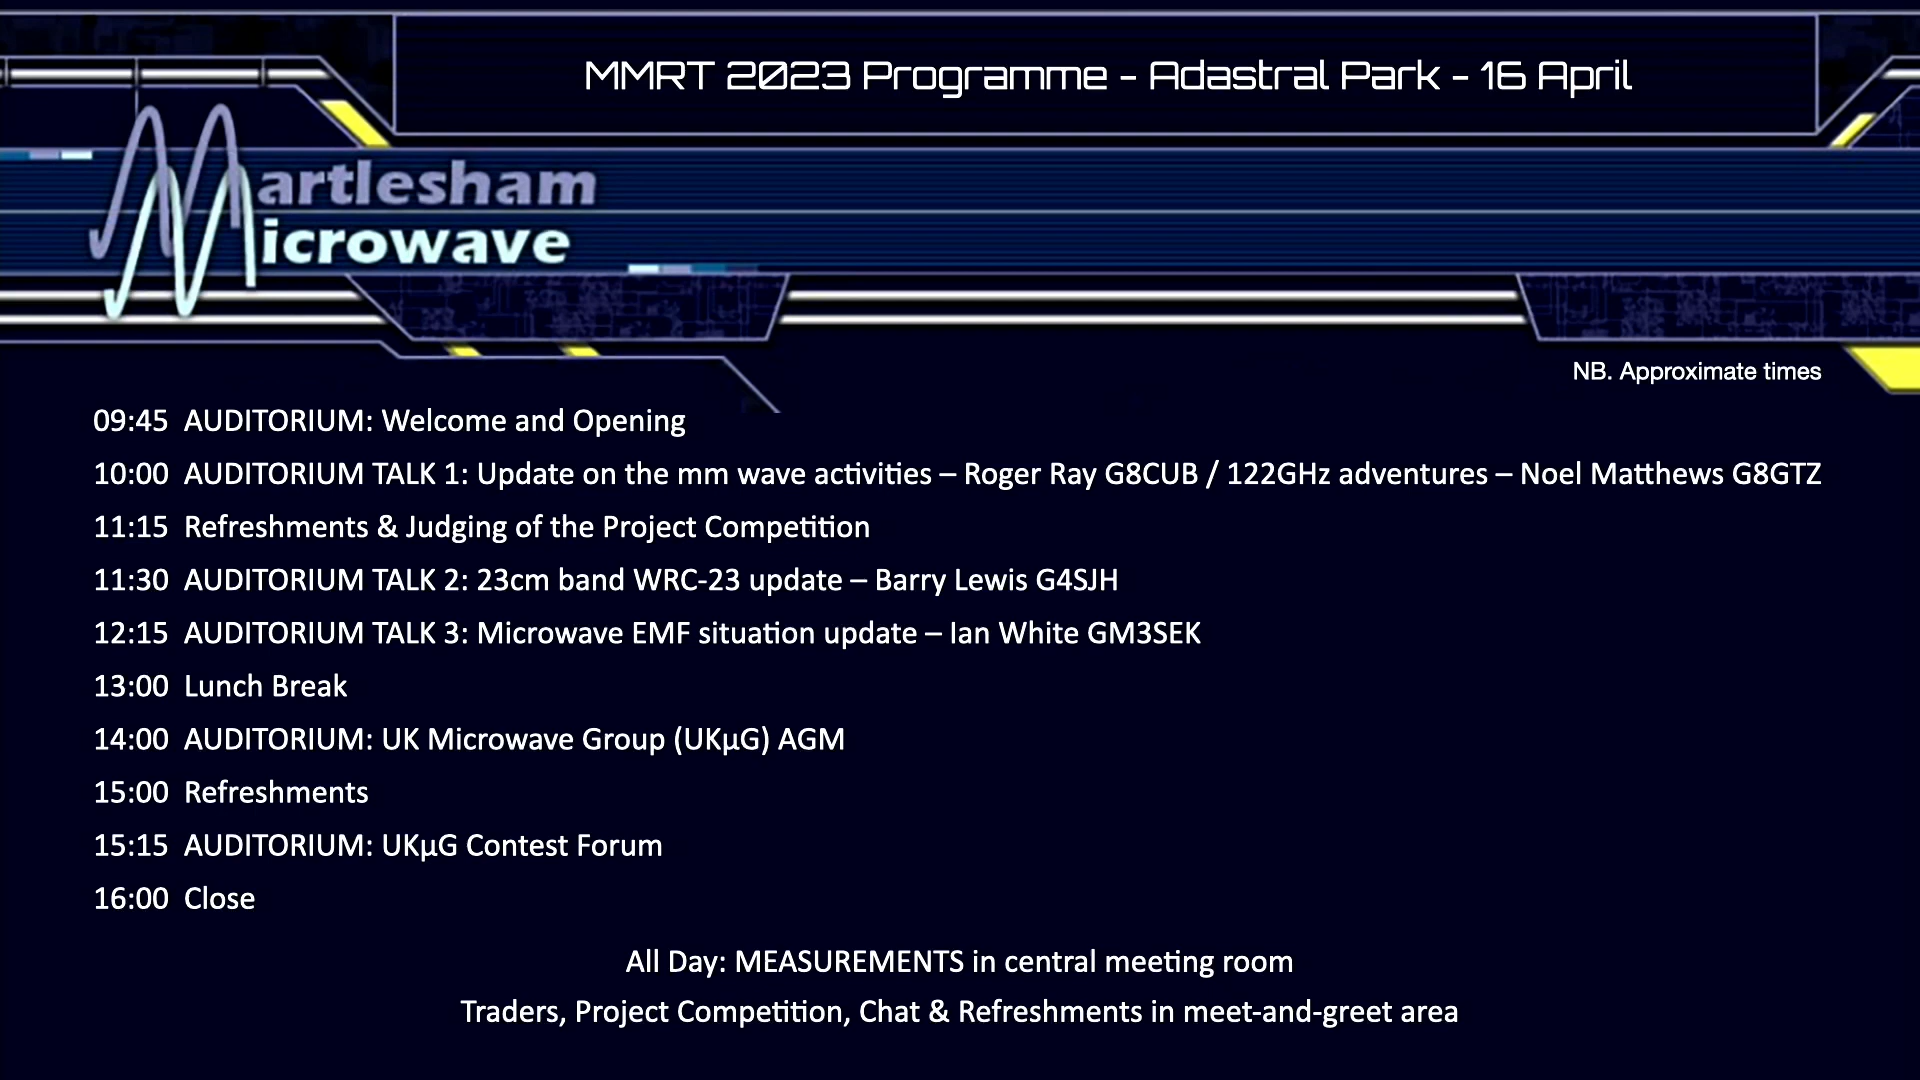 MMRT 2023 Programme - Adastral Park - 16 April
Martlesham
Microwave
NB. Approximate times
09:45 AUDITORIUM: Welcome and Opening
10:00 AUDITORIUM TALK 1: Update on the mm wave activities – Roger Ray G8CUB / 122GHz adventures – Noel Matthews G8GTZ
11:15 Refreshments & Judging of the Project Competition
11:30 AUDITORIUM TALK 2: 23cm band WRC-23 update – Barry Lewis G4SJH
12:15 AUDITORIUM TALK 3: Microwave EMF situation update – Ian White GM3SEK
13:00 Lunch Break
14:00 AUDITORIUM: UK Microwave Group (UKµG) AGM
15:00 Refreshments
15:15 AUDITORIUM: UKµG Contest Forum
16:00 Close
All Day: MEASUREMENTS in central meeting room
Traders, Project Competition, Chat & Refreshments in meet-and-greet area